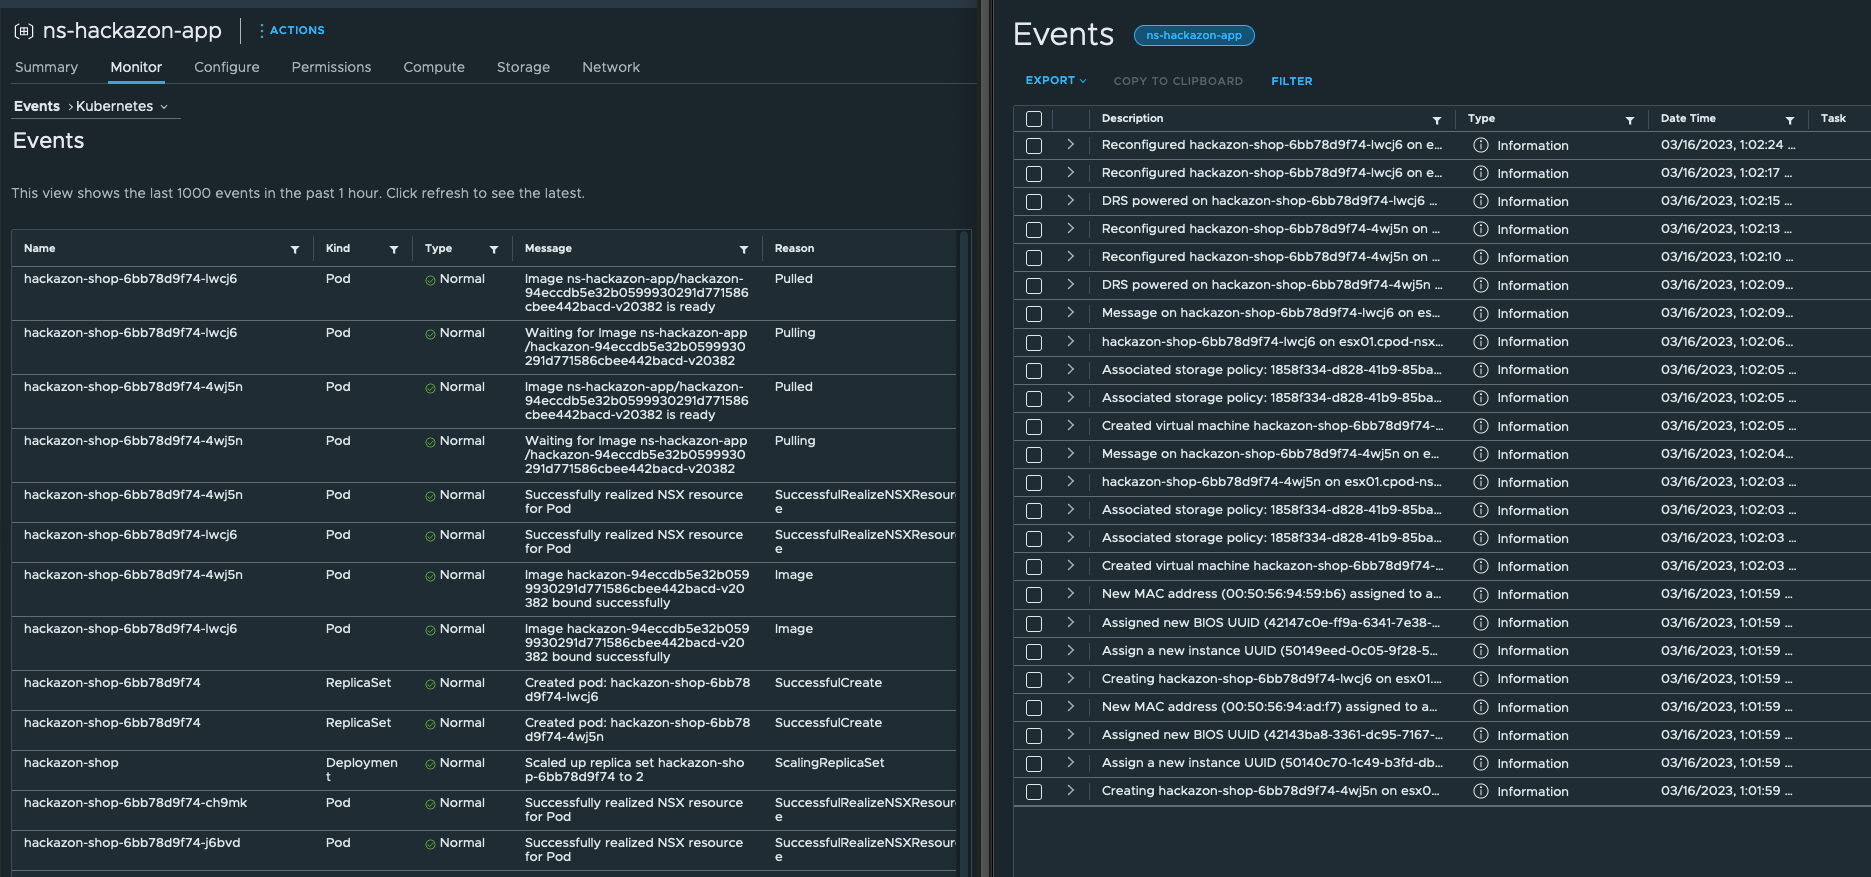 ns-hackazon-app
ACTIONS
Summary Monitor Configure Permissions Compute Storage Network
Events > Kubernetes
Events
This view shows the last 1000 events in the past 1 hour. Click refresh to see the latest.
Name Kind Type Message Reason
hackazon-shop-6bb78d9f74-lwcj6 Pod Normal Image ns-hackazon-app/hackazon- Pulled
94eccdb5e32b0599930291d771586
cbee442bacd-v20382 is ready
hackazon-shop-6bb78d9f74-lwcj6 Pod Normal Waiting for Image ns-hackazon-app Pulling
/hackazon-94eccdb5e32b0599930
291d771586cbee442bacd-v20382
hackazon-shop-6bb78d9f74-4wj5n Pod Normal Image ns-hackazon-app/hackazon- Pulled
94eccdb5e32b0599930291d771586
cbee442bacd-v20382 is ready
hackazon-shop-6bb78d9f74-4wj5n Pod Normal Waiting for Image ns-hackazon-app Pulling
/hackazon-94eccdb5e32b0599930
291d771586cbee442bacd-v20382
hackazon-shop-6bb78d9f74-4wj5n Pod Normal Successfully realized NSX resource SuccessfulRealizeNSXResour
for Pod e
hackazon-shop-6bb78d9f74-lwcj6 Pod Normal Successfully realized NSX resource SuccessfulRealizeNSXResour
for Pod e
hackazon-shop-6bb78d9f74-4wj5n Pod Normal Image hackazon-94eccdb5e32b059 Image
9930291d771586cbee442bacd-v20
382 bound successfully
hackazon-shop-6bb78d9f74-lwcj6 Pod Normal Image hackazon-94eccdb5e32b059 Image
9930291d771586cbee442bacd-v20
382 bound successfully
hackazon-shop-6bb78d9f74 ReplicaSet Normal Created pod: hackazon-shop-6bb78 SuccessfulCreate
d9f74-lwcj6
hackazon-shop-6bb78d9f74 ReplicaSet Normal Created pod: hackazon-shop-6bb78 SuccessfulCreate
d9f74-4wj5n
hackazon-shop Deploymen Normal Scaled up replica set hackazon-sho ScalingReplicaSet
t p-6bb78d9f74 to 2
hackazon-shop-6bb78d9f74-ch9mk Pod Normal Successfully realized NSX resource SuccessfulRealizeNSXResour
for Pod e
hackazon-shop-6bb78d9f74-j6bvd Pod Normal Successfully realized NSX resource SuccessfulRealizeNSXResour
for Pod e
Events ns-hackazon-app
EXPORT COPY TO CLIPBOARD FILTER
Description Type Date Time Task
Reconfigured hackazon-shop-6bb78d9f74-lwcj6 on e... Information 03/16/2023, 1:02:24 ...
Reconfigured hackazon-shop-6bb78d9f74-lwcj6 on e... Information 03/16/2023, 1:02:17 ...
DRS powered on hackazon-shop-6bb78d9f74-lwcj6 ... Information 03/16/2023, 1:02:15 ...
Reconfigured hackazon-shop-6bb78d9f74-4wj5n on ... Information 03/16/2023, 1:02:13 ...
Reconfigured hackazon-shop-6bb78d9f74-4wj5n on ... Information 03/16/2023, 1:02:10 ...
DRS powered on hackazon-shop-6bb78d9f74-4wj5n ... Information 03/16/2023, 1:02:09...
Message on hackazon-shop-6bb78d9f74-lwcj6 on es... Information 03/16/2023, 1:02:09...
hackazon-shop-6bb78d9f74-lwcj6 on esx01.cpod-nsx... Information 03/16/2023, 1:02:06...
Associated storage policy: 1858f334-d828-41b9-85ba... Information 03/16/2023, 1:02:05 ...
Associated storage policy: 1858f334-d828-41b9-85ba... Information 03/16/2023, 1:02:05 ...
Created virtual machine hackazon-shop-6bb78d9f74-... Information 03/16/2023, 1:02:05 ...
Message on hackazon-shop-6bb78d9f74-4wj5n on e... Information 03/16/2023, 1:02:04...
hackazon-shop-6bb78d9f74-4wj5n on esx01.cpod-ns... Information 03/16/2023, 1:02:03 ...
Associated storage policy: 1858f334-d828-41b9-85ba... Information 03/16/2023, 1:02:03 ...
Associated storage policy: 1858f334-d828-41b9-85ba... Information 03/16/2023, 1:02:03 ...
Created virtual machine hackazon-shop-6bb78d9f74-... Information 03/16/2023, 1:02:03 ...
New MAC address (00:50:56:94:59:b6) assigned to a... Information 03/16/2023, 1:01:59 ...
Assigned new BIOS UUID (42147c0e-ff9a-6341-7e38-... Information 03/16/2023, 1:01:59 ...
Assign a new instance UUID (50149eed-0c05-9f28-5... Information 03/16/2023, 1:01:59 ...
Creating hackazon-shop-6bb78d9f74-lwcj6 on esx01.... Information 03/16/2023, 1:01:59 ...
New MAC address (00:50:56:94:ad:f7) assigned to a... Information 03/16/2023, 1:01:59 ...
Assigned new BIOS UUID (42143ba8-3361-dc95-7167-... Information 03/16/2023, 1:01:59 ...
Assign a new instance UUID (50140c70-1c49-b3fd-db... Information 03/16/2023, 1:01:59 ...
Creating hackazon-shop-6bb78d9f74-4wj5n on esx0... Information 03/16/2023, 1:01:59 ...